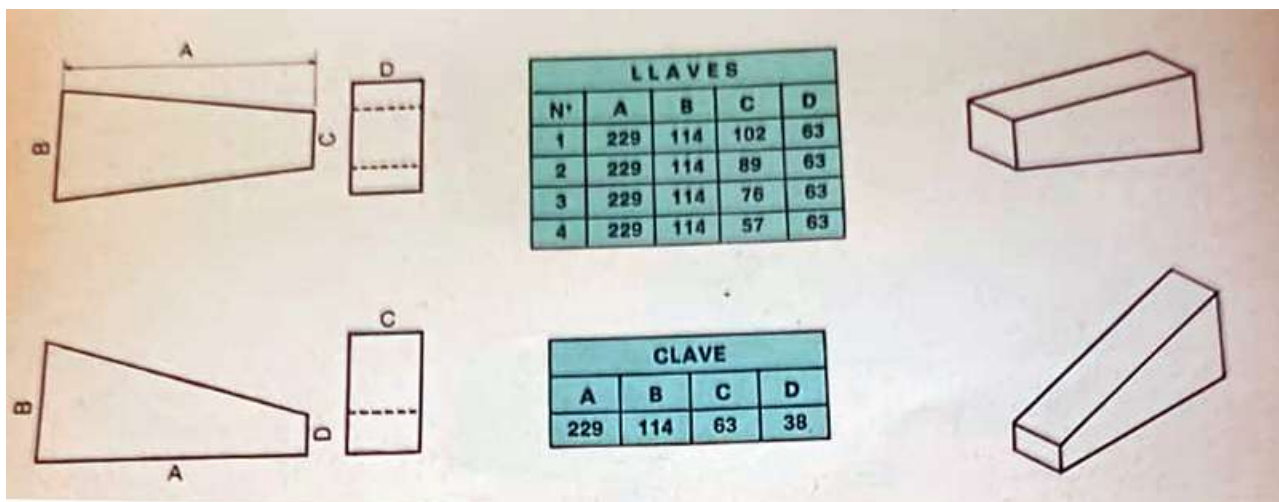 A
B
C
D
LLAVES
N° A B C D
1 229 114 102 63
2 229 114 89 63
3 229 114 76 63
4 229 114 57 63
B
A
D
C
CLAVE
A B C D
229 114 63 38